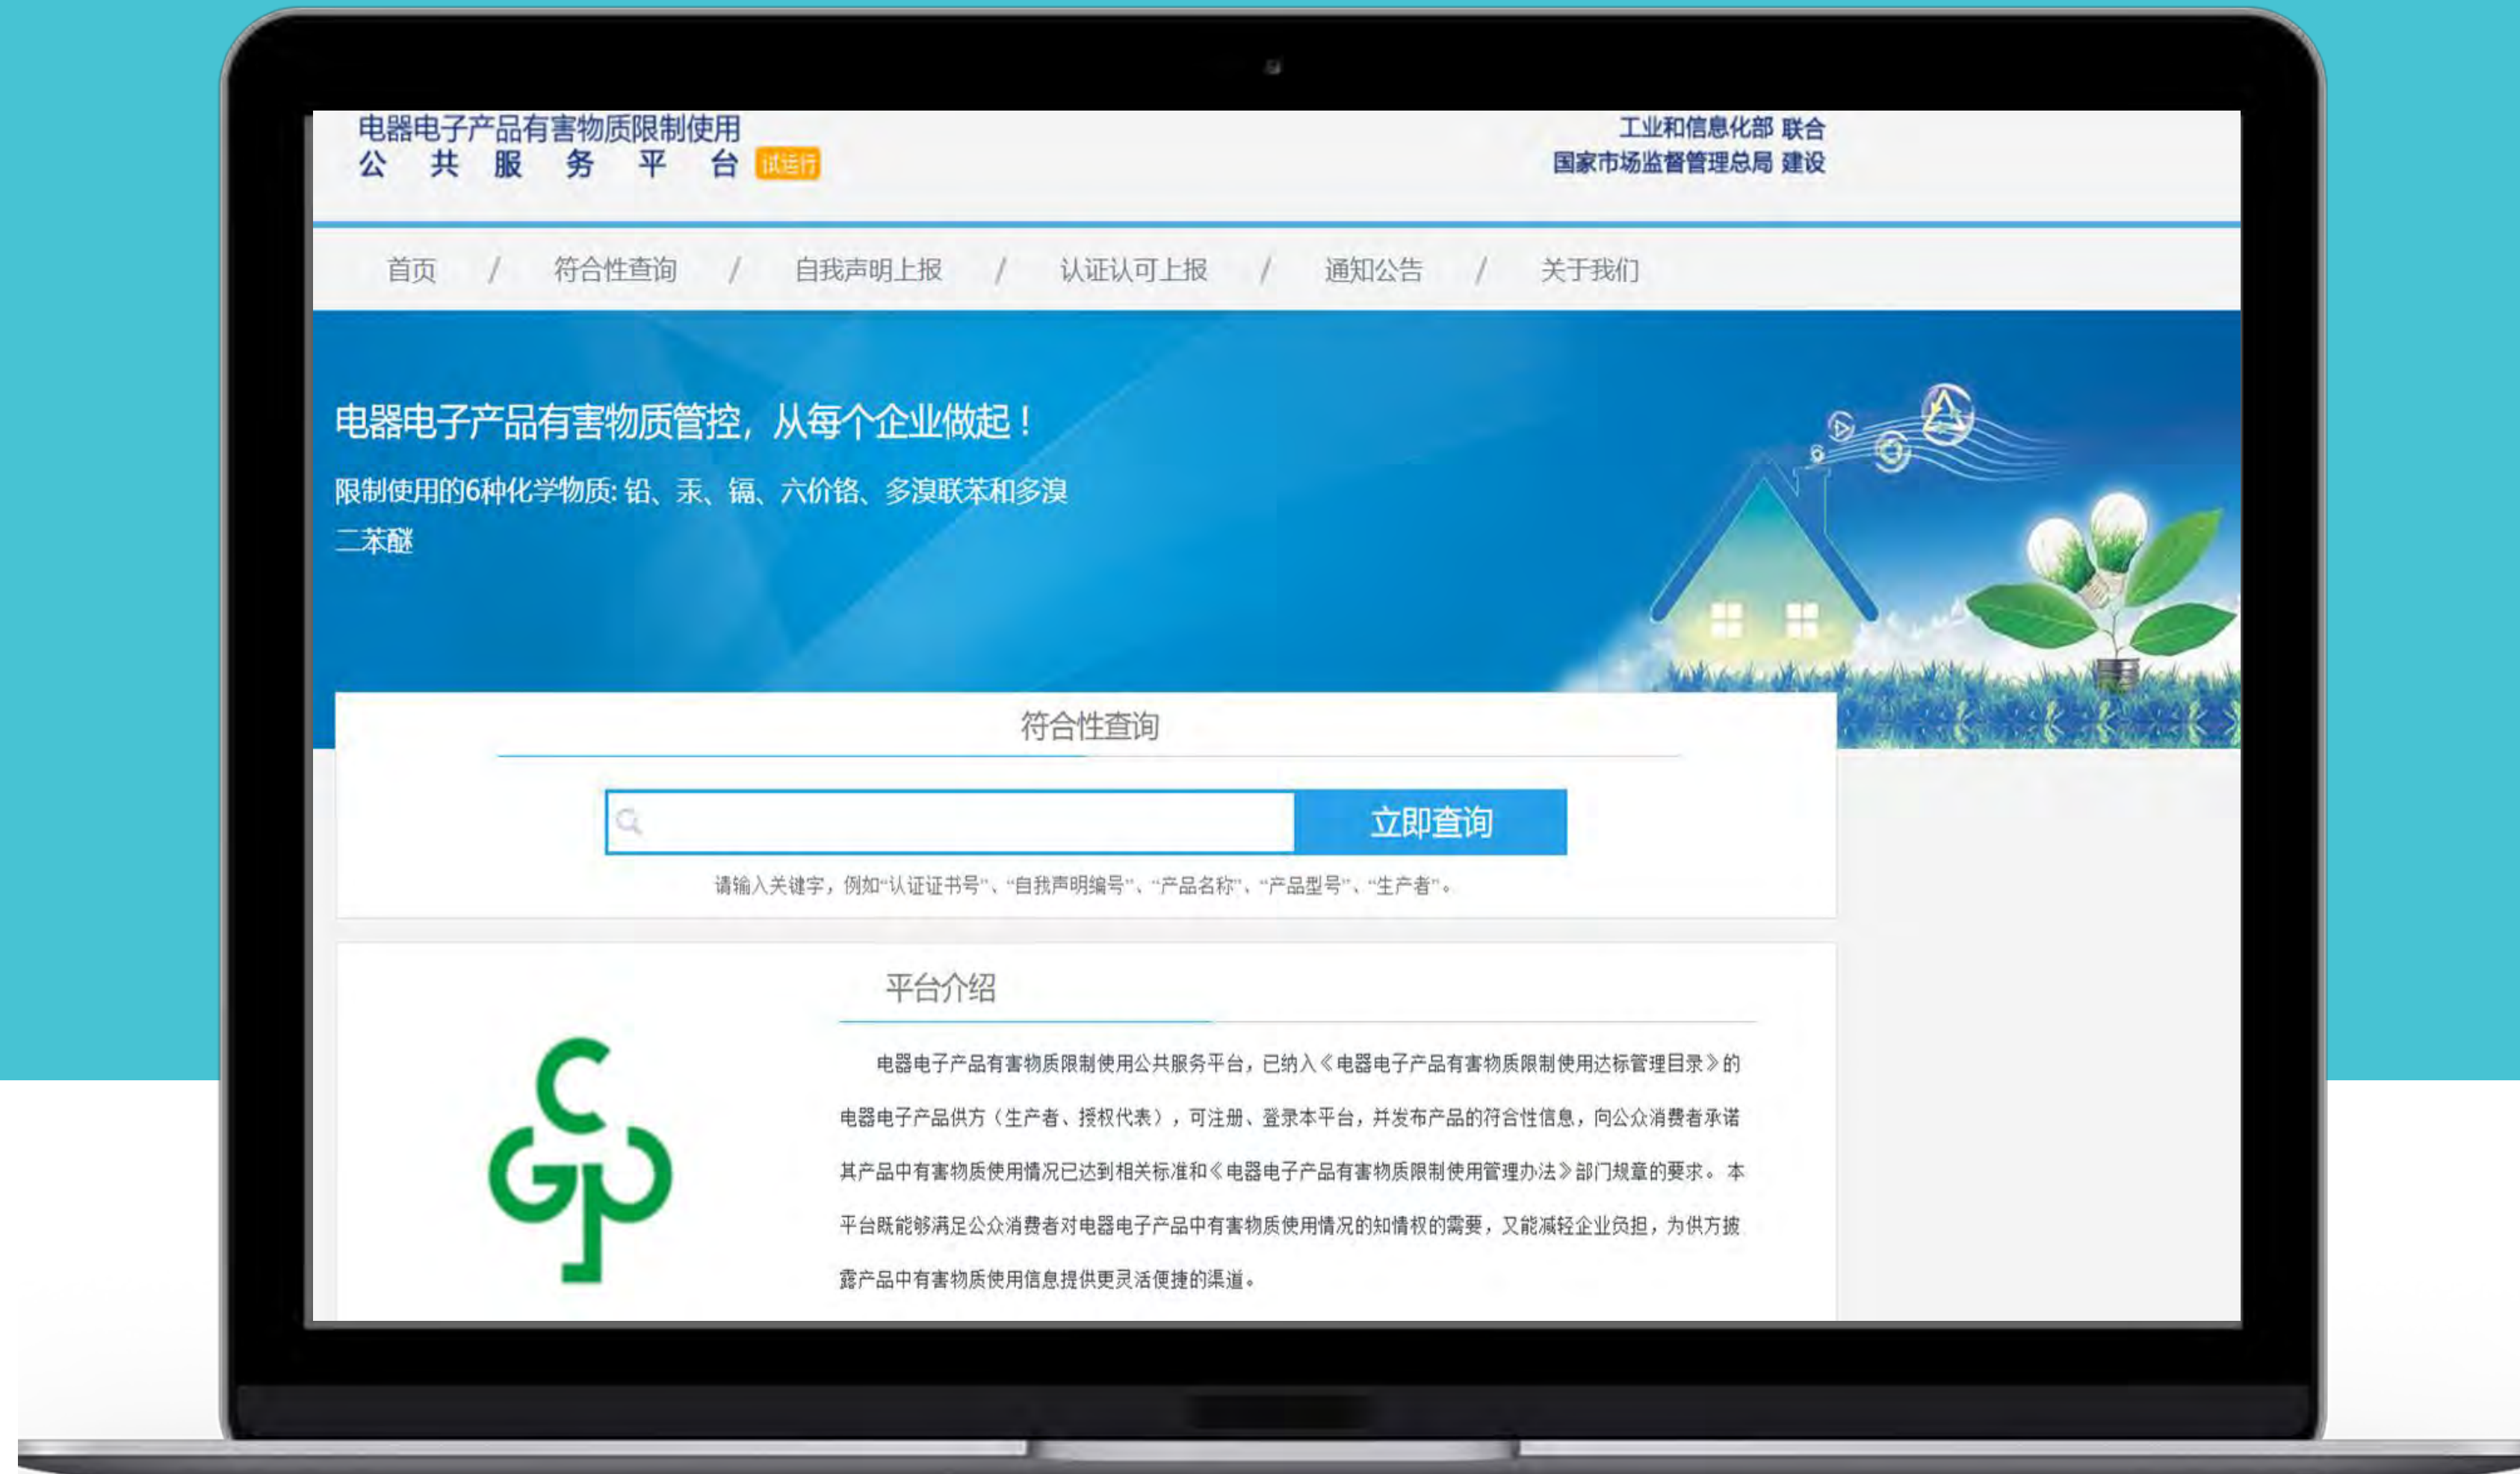 电器电子产品有害物质限制使用
公共服务平台 试运行
工业和信息化部 联合
国家市场监督管理总局 建设
首页 / 符合性查询 / 自我声明上报 / 认证认可上报 / 通知公告 / 关于我们
电器电子产品有害物质管控，从每个企业做起！
限制使用的6种化学物质: 铅、汞、镉、六价铬、多溴联苯和多溴
二苯醚
符合性查询
立即查询
请输入关键字，例如“认证证书号”、“自我声明编号”、“产品名称”、“产品型号”、“生产者”。
平台介绍
电器电子产品有害物质限制使用公共服务平台，已纳入《电器电子产品有害物质限制使用达标管理目录》的
电器电子产品供方（生产者、授权代表），可注册、登录本平台，并发布产品的符合性信息，向公众消费者承诺
其产品中有害物质使用情况已达到相关标准和《电器电子产品有害物质限制使用管理办法》部门规章的要求。 本
平台既能够满足公众消费者对电器电子产品中有害物质使用情况的知情权的需要，又能减轻企业负担，为供方披
露产品中有害物质使用信息提供更灵活便捷的渠道。
C
GP